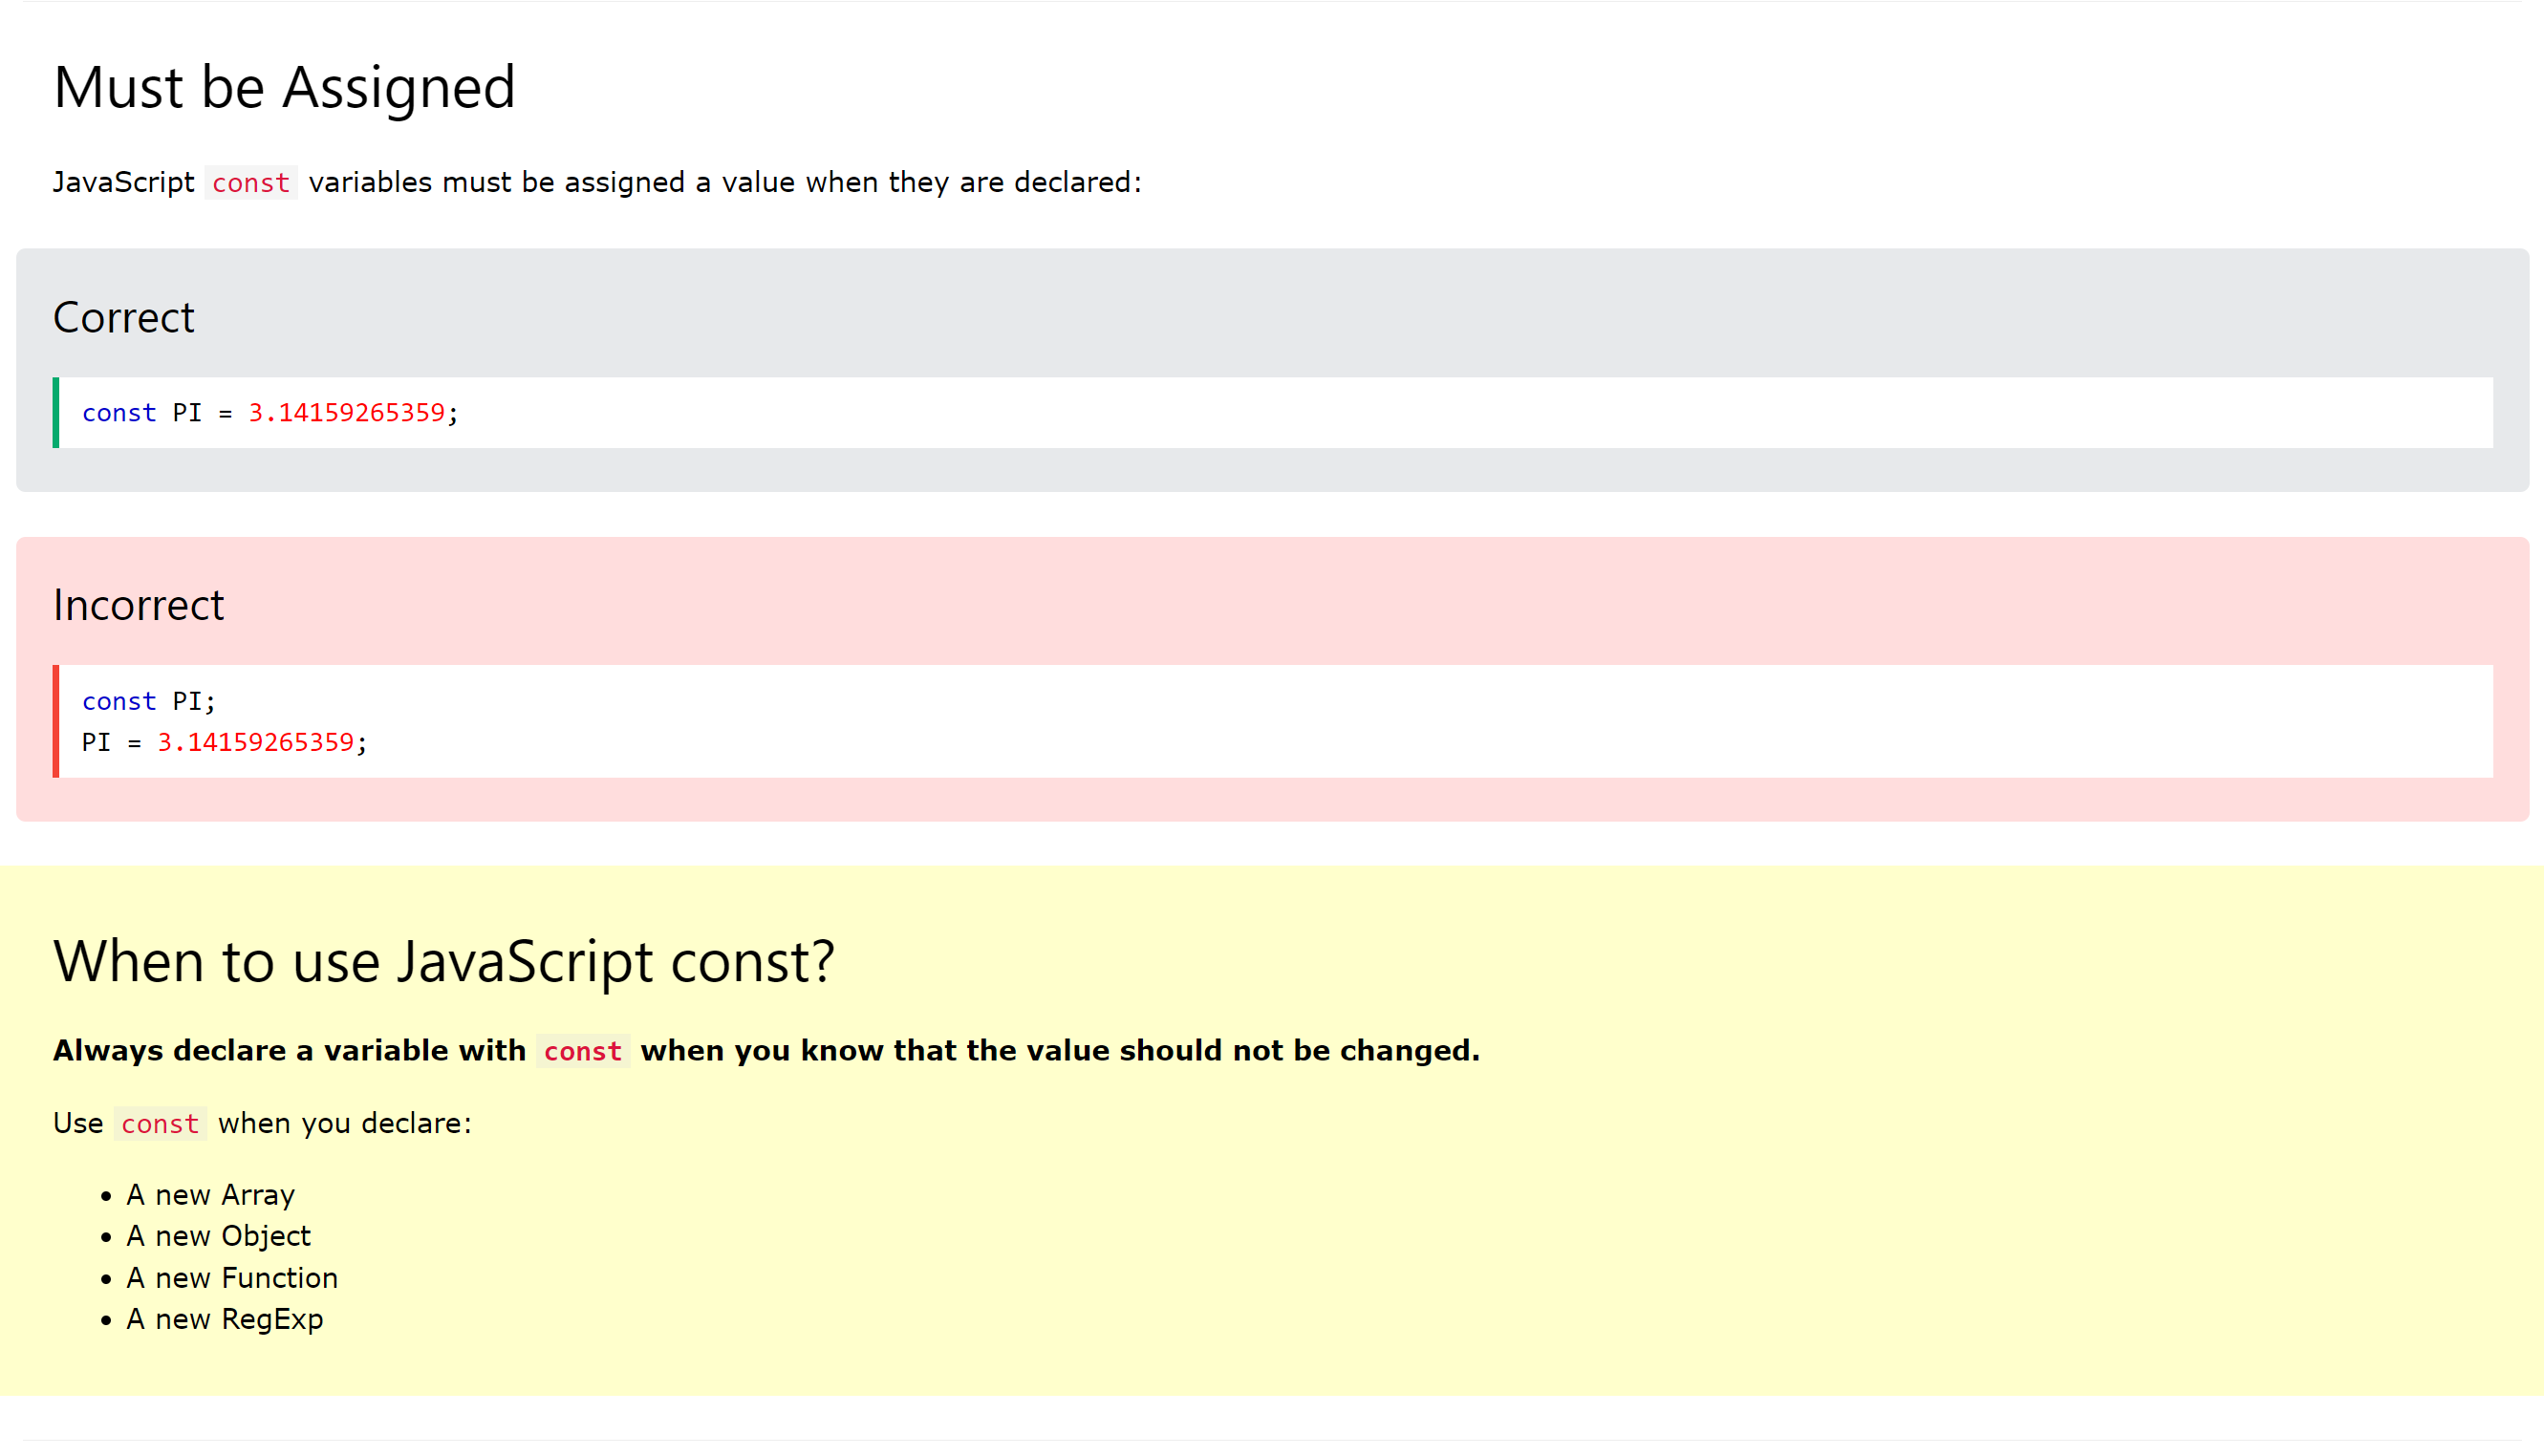 Must be Assigned
JavaScript const variables must be assigned a value when they are declared:
Correct
const PI = 3.14159265359;
Incorrect
const PI;
PI = 3.14159265359;
When to use JavaScript const?
Always declare a variable with const when you know that the value should not be changed.
Use const when you declare:
• A new Array
• A new Object
• A new Function
• A new RegExp